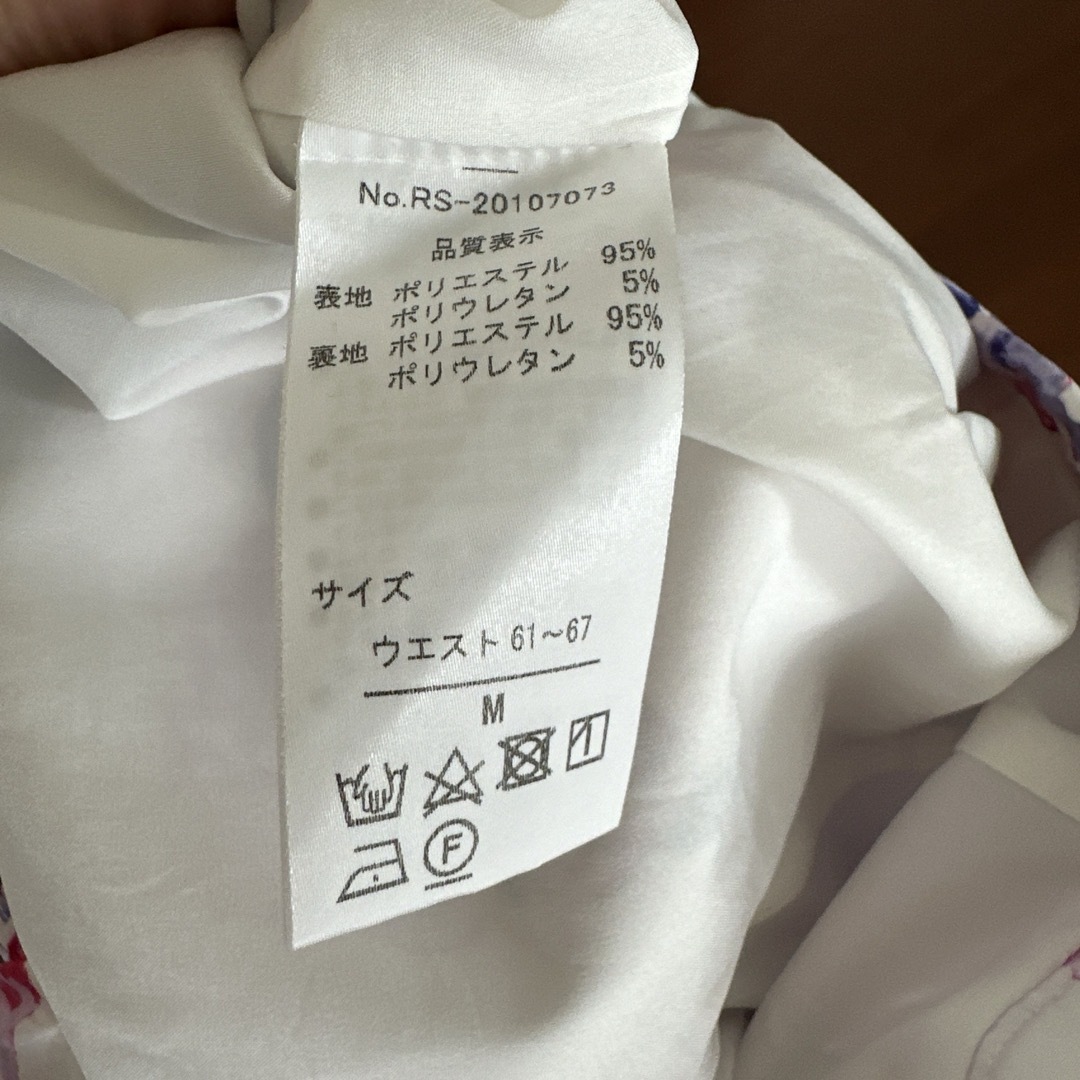 No.RS-20107073
品質表示
表地 ポリエステル 95%
ポリウレタン 5%
裏地 ポリエステル 95%
ポリウレタン 5%
サイズ
ウエスト 61~67
M
F